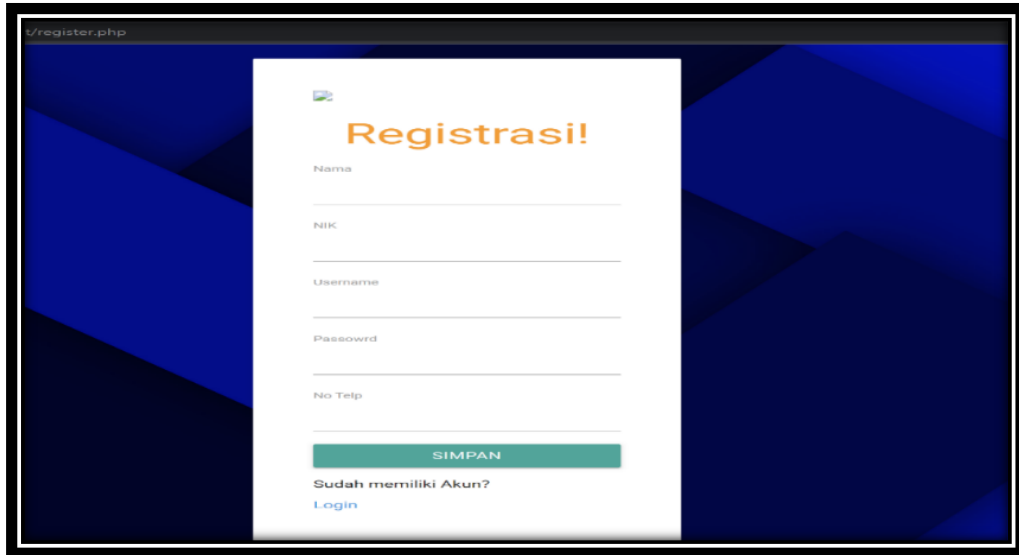 t/register.php
Registrasi!
Nama
NIK
Username
Passowrd
No Telp
SIMPAN
Sudah memiliki Akun?
Login